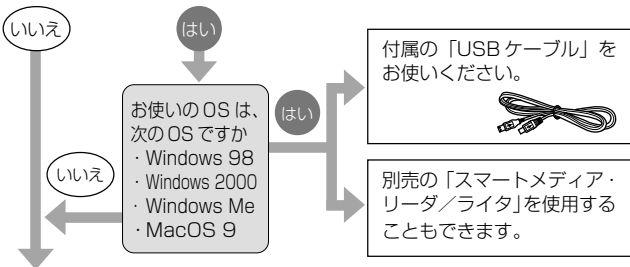 いいえ
はい
お使いのOSは、
次のOSですか
・Windows 98
・Windows 2000
・Windows Me
・MacOS 9
はい
いいえ
付属の「USBケーブル」を
お使いください。
別売の「スマートメディア・
リーダ／ライタ」を使用する
こともできます。